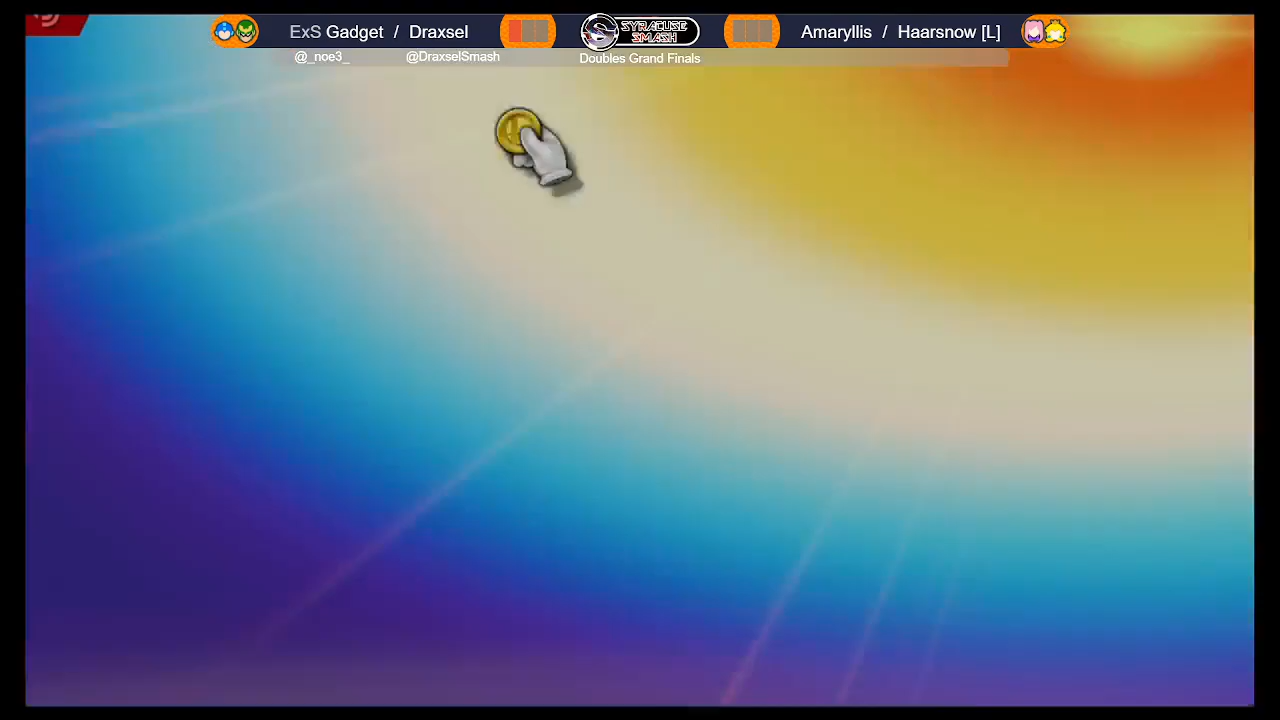 ExS Gadget / Draxsel
SYRACUSE
SMASH
Amaryllis / Haarsnow [L]
@_noe3_
@DraxselSmash
Doubles Grand Finals